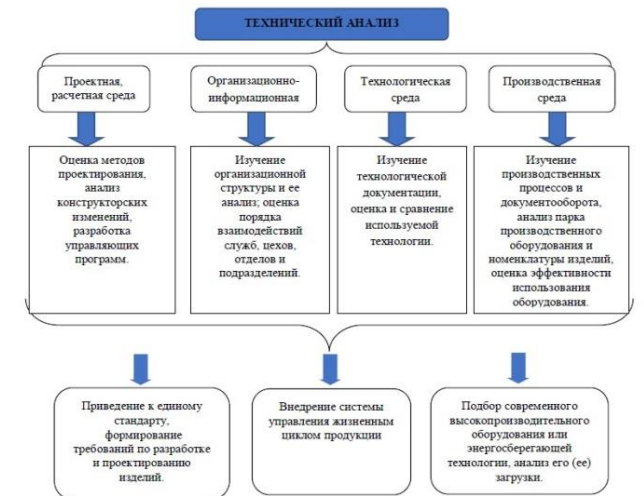 ТЕХНИЧЕСКИЙ АНАЛИЗ
Проектная,
расчетная среда
Организационно-
информационная
Технологическая
среда
Производственная
среда
Оценка методов
проектирования,
анализ
конструкторских
изменений,
разработка
управляющих
программ.
Изучение
организационной
структуры и ее
анализ; оценка
порядка
взаимодействий
служб, цехов,
отделов и
подразделений.
Изучение
технологической
документации,
оценка и сравнение
используемой
технологии.
Изучение
производственных
процессов и
документооборота,
анализ парка
производственного
оборудования и
номенклатуры изделий,
оценка эффективности
использования
оборудования.
Приведение к единому
стандарту,
формирование
требований по разработке
и проектированию
изделий.
Внедрение системы
управления жизненным
циклом продукции
Подбор современного
высокопроизводительного
оборудования или
энергосберегающей
технологии, анализ его (ее)
загрузки.